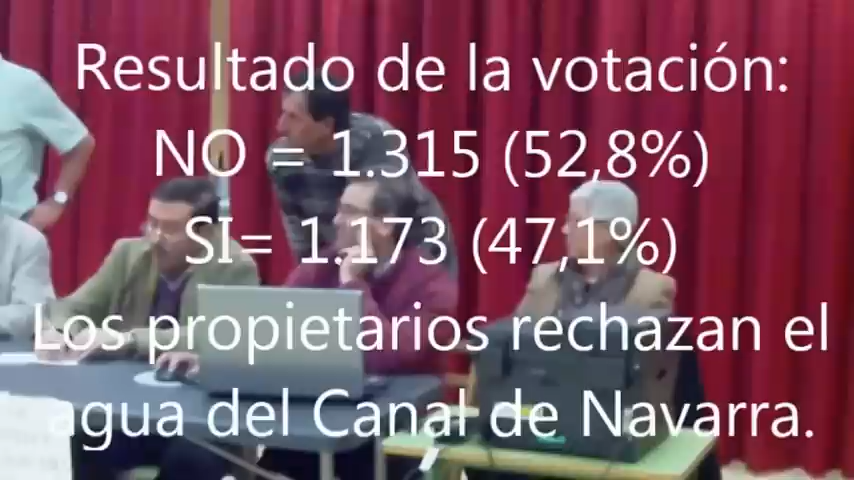 Resultado de la votación:
NO = 1.315 (52,8%)
SI= 1.173 (47,1%)
Los propietarios rechazan el
agua del Canal de Navarra.